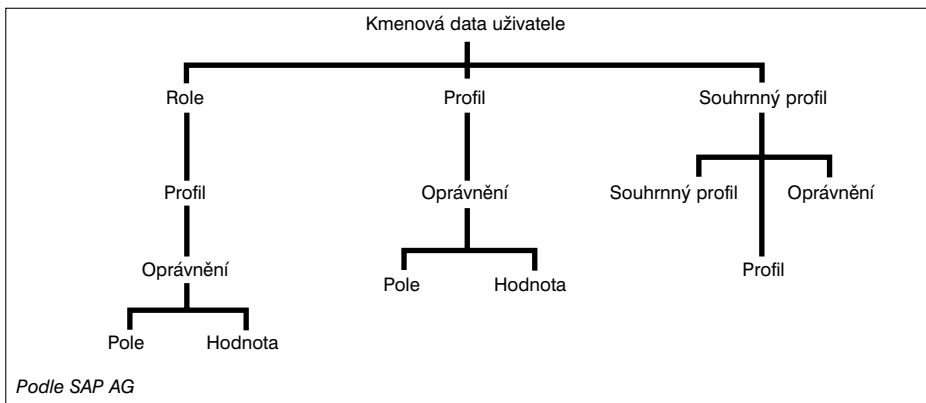 Kmenová data uživatele
Role Profil Souhrnný profil
Profil Oprávnění Souhrnný profil Oprávnění
Oprávnění Pole Hodnota Profil
Pole Hodnota
Podle SAP AG